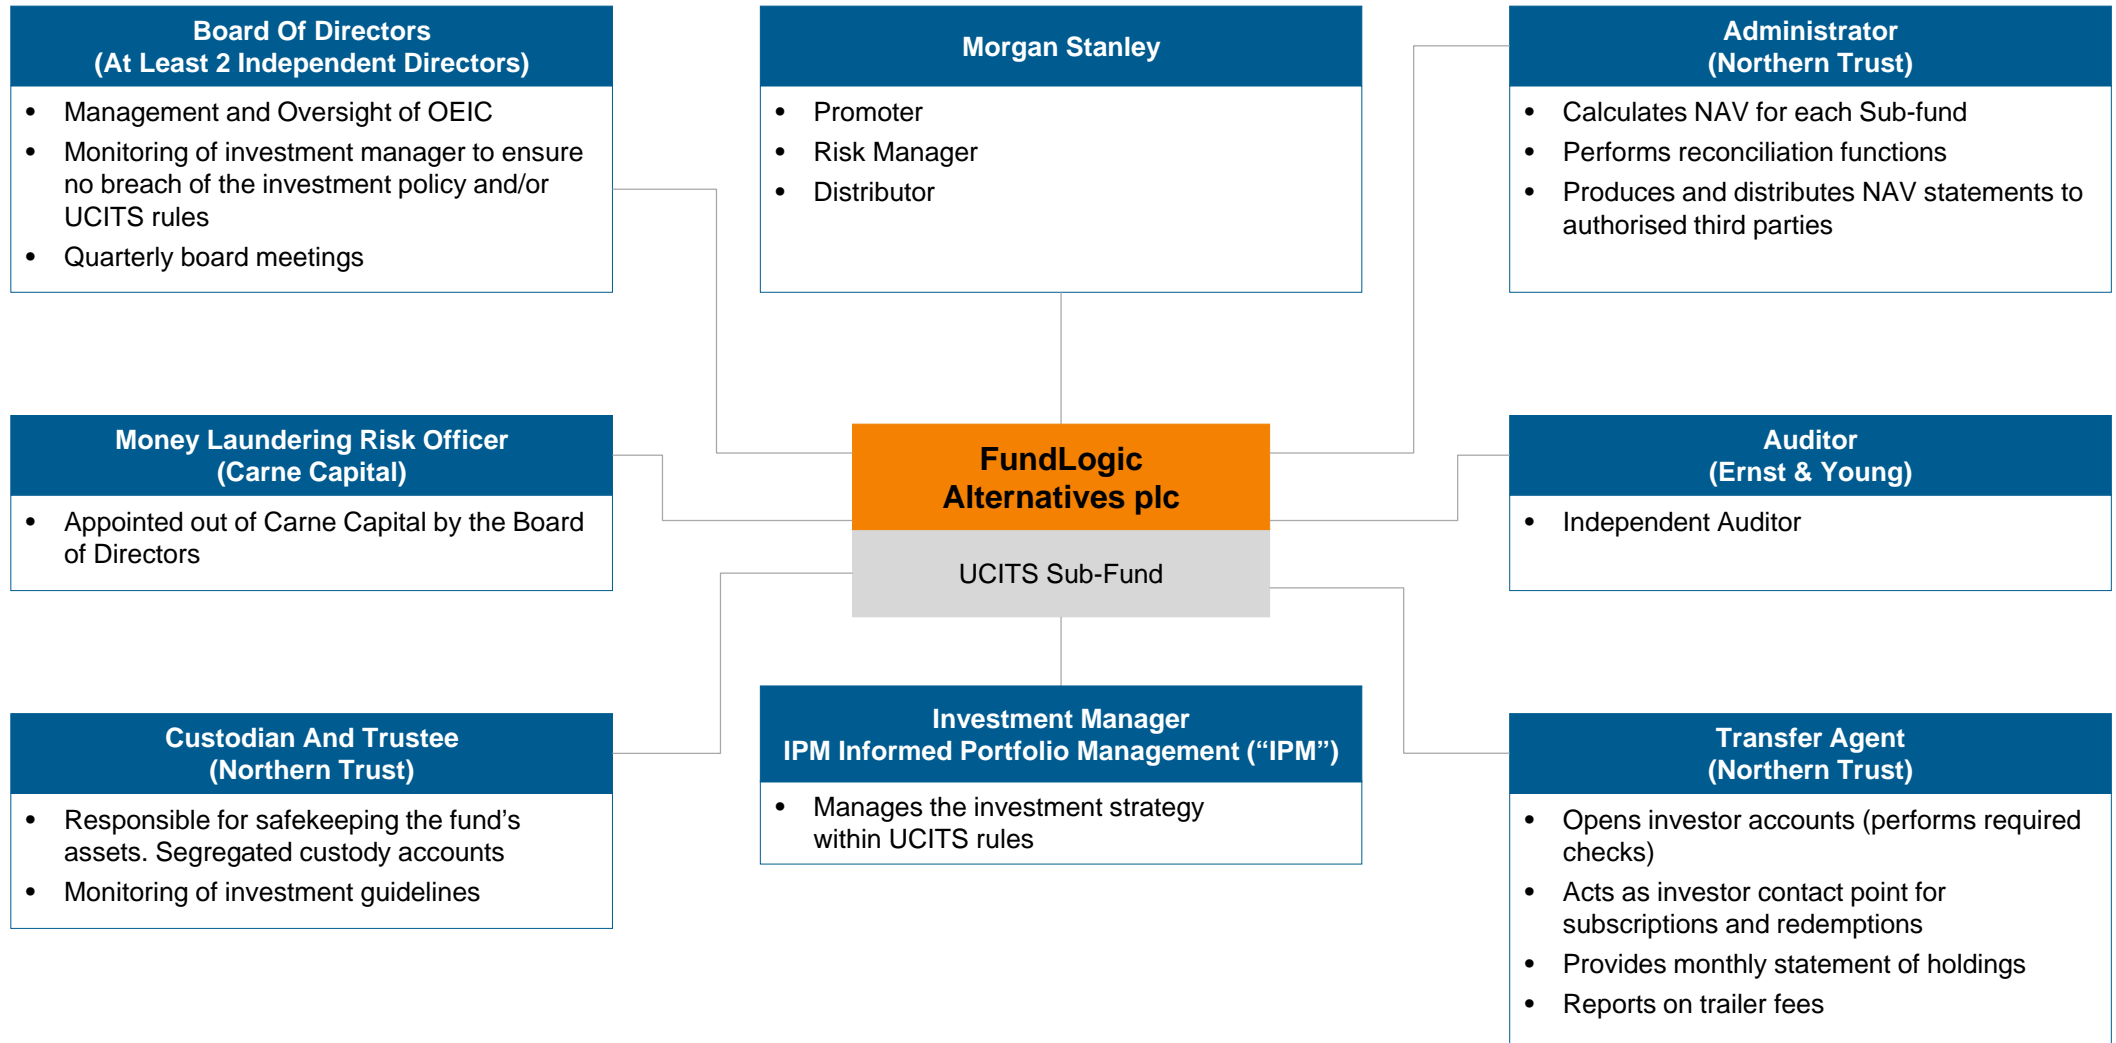 Board Of Directors
(At Least 2 Independent Directors)
• Management and Oversight of OEIC
• Monitoring of investment manager to ensure
no breach of the investment policy and/or
UCITS rules
• Quarterly board meetings
Morgan Stanley
• Promoter
• Risk Manager
• Distributor
Administrator
(Northern Trust)
• Calculates NAV for each Sub-fund
• Performs reconciliation functions
• Produces and distributes NAV statements to
authorised third parties
Money Laundering Risk Officer
(Carne Capital)
• Appointed out of Carne Capital by the Board
of Directors
FundLogic
Alternatives plc
UCITS Sub-Fund
Auditor
(Ernst & Young)
• Independent Auditor
Custodian And Trustee
(Northern Trust)
• Responsible for safekeeping the fund’s
assets. Segregated custody accounts
• Monitoring of investment guidelines
Investment Manager
IPM Informed Portfolio Management (“IPM”)
• Manages the investment strategy
within UCITS rules
Transfer Agent
(Northern Trust)
• Opens investor accounts (performs required
checks)
• Acts as investor contact point for
subscriptions and redemptions
• Provides monthly statement of holdings
• Reports on trailer fees